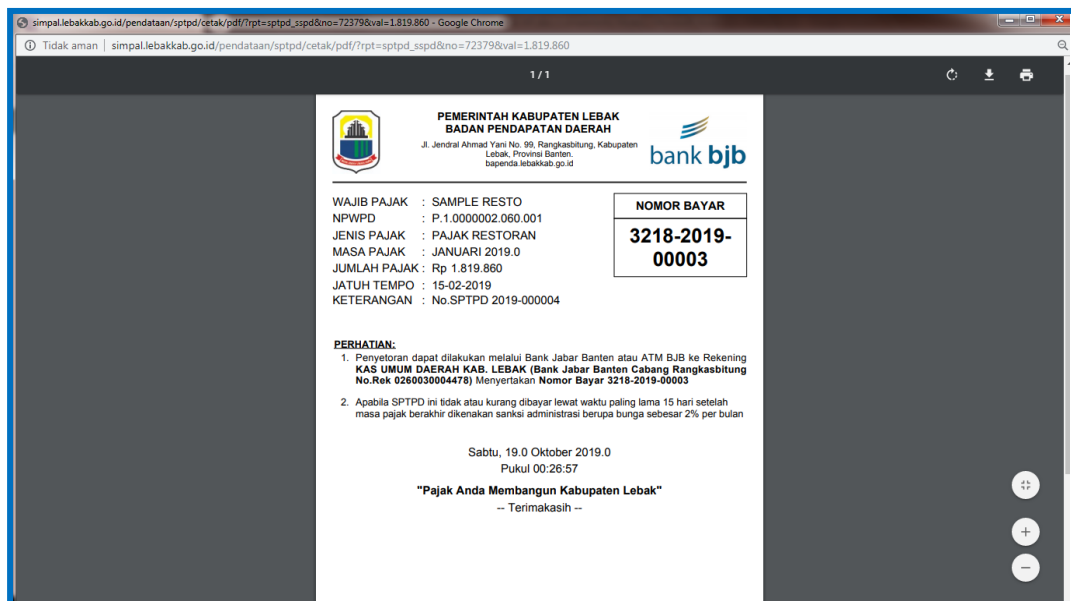 simpal.lebakkab.go.id/pendataan/sptpd/cetak/pdf/?rpt=sptpd_sspd&no=72379&val=1.819.860 - Google Chrome
Tidak aman | simpal.lebakkab.go.id/pendataan/sptpd/cetak/pdf/?rpt=sptpd_sspd&no=72379&val=1.819.860
1 / 1
PEMERINTAH KABUPATEN LEBAK
BADAN PENDAPATAN DAERAH
Jl. Jendral Ahmad Yani No. 99, Rangkasbitung, Kabupaten
Lebak, Provinsi Banten.
bapenda.lebakkab.go.id
bank bjb
WAJIB PAJAK : SAMPLE RESTO
NPWPD : P.1.0000002.060.001
JENIS PAJAK : PAJAK RESTORAN
MASA PAJAK : JANUARI 2019.0
JUMLAH PAJAK : Rp 1.819.860
JATUH TEMPO : 15-02-2019
KETERANGAN : No.SPTPD 2019-000004
NOMOR BAYAR
3218-2019-
00003
PERHATIAN:
1. Penyetoran dapat dilakukan melalui Bank Jabar Banten atau ATM BJB ke Rekening
KAS UMUM DAERAH KAB. LEBAK (Bank Jabar Banten Cabang Rangkasbitung
No.Rek 0260030004478) Menyertakan Nomor Bayar 3218-2019-00003
2. Apabila SPTPD ini tidak atau kurang dibayar lewat waktu paling lama 15 hari setelah
masa pajak berakhir dikenakan sanksi administrasi berupa bunga sebesar 2% per bulan
Sabtu, 19.0 Oktober 2019.0
Pukul 00:26:57
"Pajak Anda Membangun Kabupaten Lebak"
-- Terimakasih --